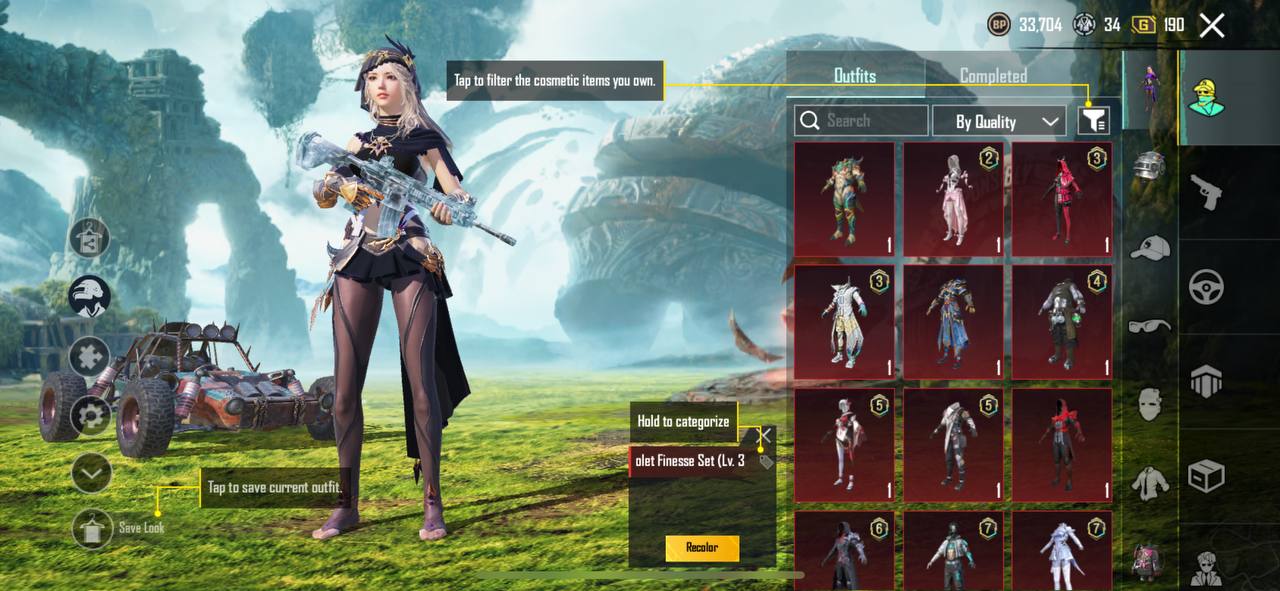 BP 33,704 34 G 190
Tap to filter the cosmetic items you own.
Outfits
Completed
Search
By Quality
2
3
1
1
1
3
4
1
1
1
5
5
1
1
1
6
7
7
Hold to categorize
olet Finesse Set (Lv. 3
Recolor
Tap to save current outfit.
Save Look